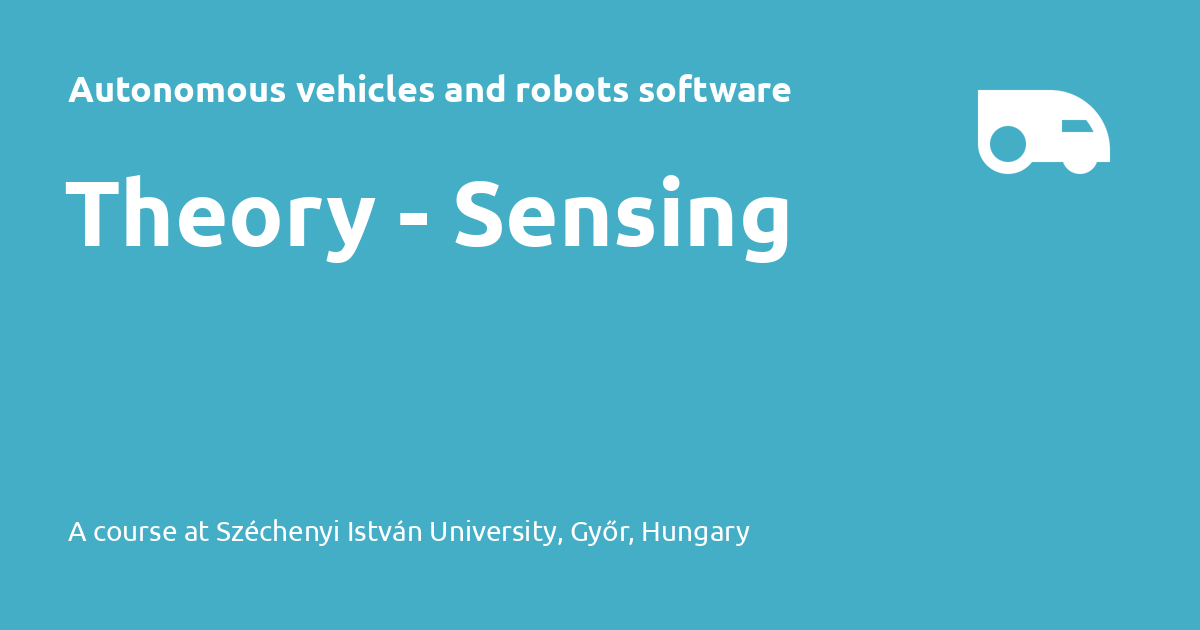 Autonomous vehicles and robots software
Theory - Sensing
A course at Széchenyi István University, Győr, Hungary